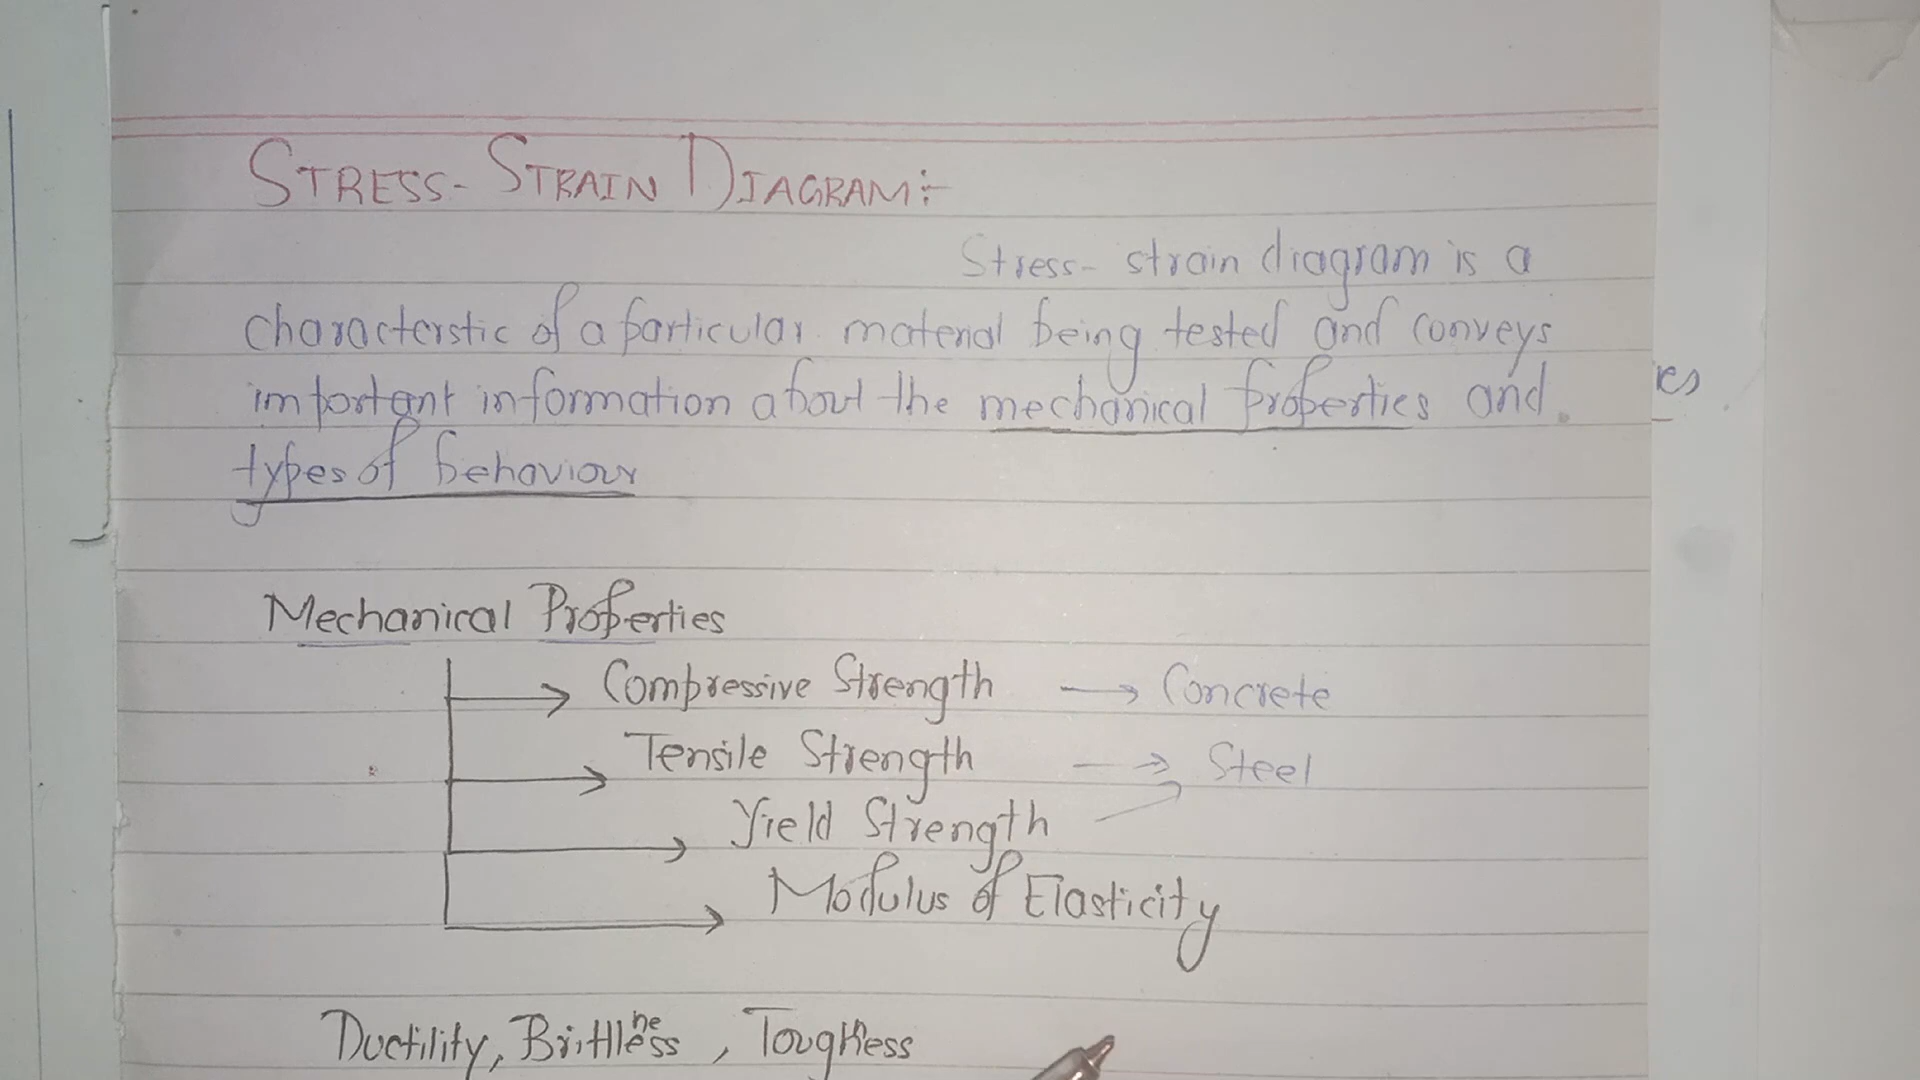 STRESS-STRAIN DIAGRAM:-
Stress-strain diagram is a
characterstic of a particular material being tested and conveys
important information about the mechanical properties and
types of behaviour
Mechanical Properties
Compressive Strength → Concrete
Tensile Strength → Steel
Yield Strength
Modulus of Elasticity
Ductility, Brittleness, Toughness